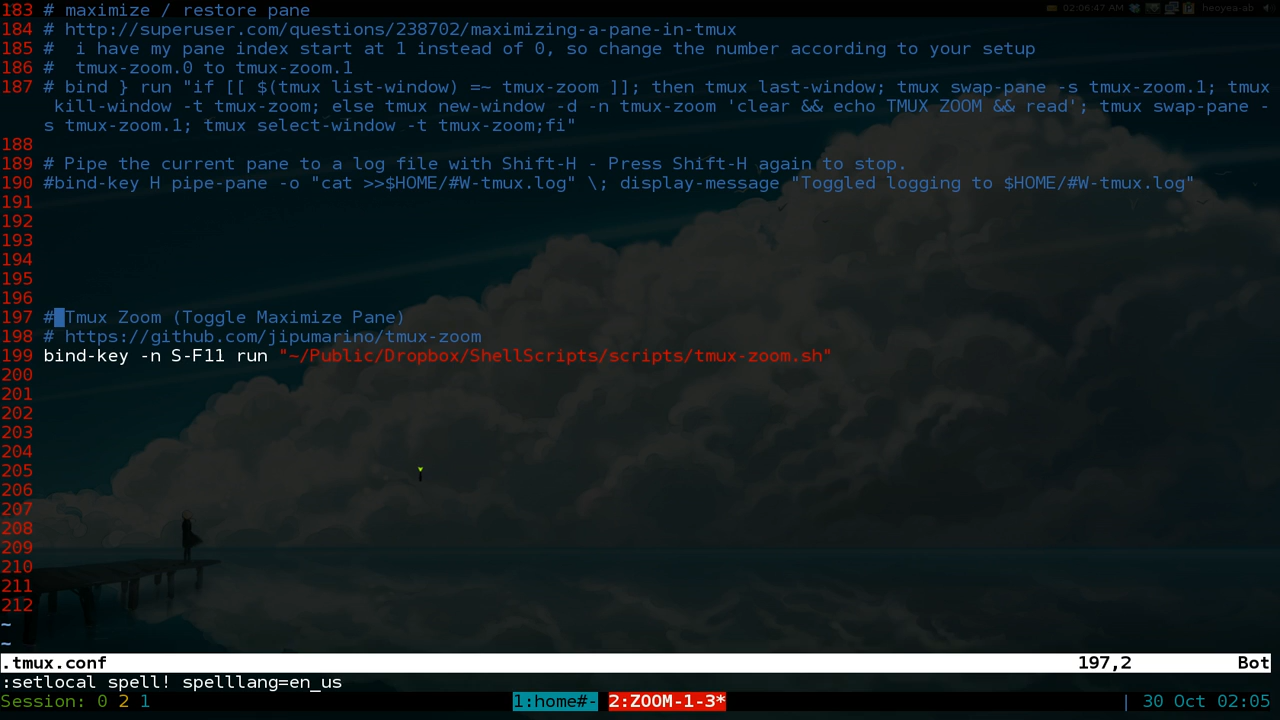 02:06:47 AM heoyea-ab
183 # maximize / restore pane
184 # http://superuser.com/questions/238702/maximizing-a-pane-in-tmux
185 #  i have my pane index start at 1 instead of 0, so change the number according to your setup
186 #  tmux-zoom.0 to tmux-zoom.1
187 # bind } run "if [[ $(tmux list-window) =~ tmux-zoom ]]; then tmux last-window; tmux swap-pane -s tmux-zoom.1; tmux
kill-window -t tmux-zoom; else tmux new-window -d -n tmux-zoom 'clear && echo TMUX ZOOM && read'; tmux swap-pane -
s tmux-zoom.1; tmux select-window -t tmux-zoom;fi"
188
189 # Pipe the current pane to a log file with Shift-H - Press Shift-H again to stop.
190 #bind-key H pipe-pane -o "cat >>$HOME/#W-tmux.log" \; display-message "Toggled logging to $HOME/#W-tmux.log"
191
192
193
194
195
196
197 # Tmux Zoom (Toggle Maximize Pane)
198 # https://github.com/jipumarino/tmux-zoom
199 bind-key -n S-F11 run "~/Public/Dropbox/ShellScripts/scripts/tmux-zoom.sh"
200
201
202
203
204
205
206
207
208
209
210
211
212
~
~
.tmux.conf 197,2 Bot
:setlocal spell! spelllang=en_us
Session: 0 2 1 1:home#- 2:ZOOM-1-3* | 30 Oct 02:05